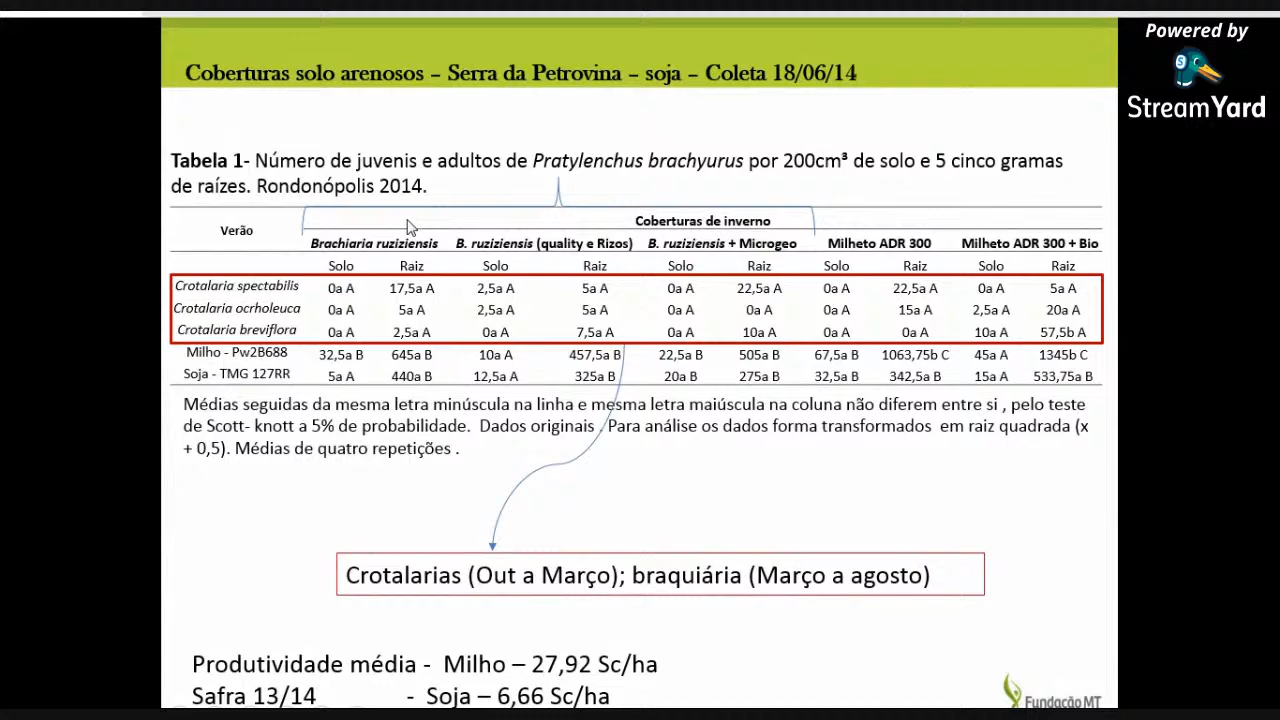 Powered by
StreamYard
Coberturas solo arenosos – Serra da Petrovina – soja – Coleta 18/06/14
Tabela 1- Número de juvenis e adultos de Pratylenchus brachyurus por 200cm³ de solo e 5 cinco gramas
de raízes. Rondonópolis 2014.
Verão Coberturas de inverno
Brachiaria ruziziensis B. ruziziensis (quality e Rizos) B. ruziziensis + Microgeo Milheto ADR 300 Milheto ADR 300 + Bio
Solo Raiz Solo Raiz Solo Raiz Solo Raiz Solo Raiz
Crotalaria spectabilis 0a A 17,5a A 2,5a A 5a A 0a A 22,5a A 0a A 22,5a A 0a A 5a A
Crotalaria ocrholeuca 0a A 5a A 2,5a A 5a A 0a A 0a A 0a A 15a A 2,5a A 20a A
Crotalaria breviflora 0a A 2,5a A 0a A 7,5a A 0a A 10a A 0a A 0a A 10a A 57,5b A
Milho - Pw2B688 32,5a B 645a B 10a A 457,5a B 22,5a B 505a B 67,5a B 1063,75b C 45a A 1345b C
Soja - TMG 127RR 5a A 440a B 12,5a A 325a B 20a B 275a B 32,5a B 342,5a B 15a A 533,75a B
Médias seguidas da mesma letra minúscula na linha e mesma letra maiúscula na coluna não diferem entre si , pelo teste
de Scott- knott a 5% de probabilidade. Dados originais . Para análise os dados forma transformados em raiz quadrada (x
+ 0,5). Médias de quatro repetições .
Crotalarias (Out a Março); braquiária (Março a agosto)
Produtividade média - Milho – 27,92 Sc/ha
Safra 13/14 - Soja – 6,66 Sc/ha
Fundação MT